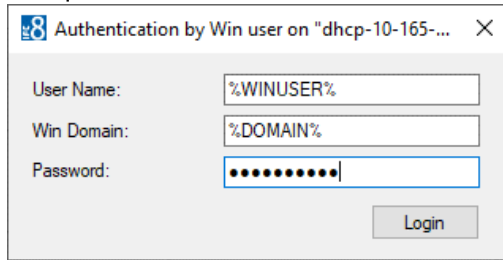 Authentication by Win user on "dhcp-10-165-...
User Name: %WINUSER%
Win Domain: %DOMAIN%
Password: ●●●●●●●●●●
Login